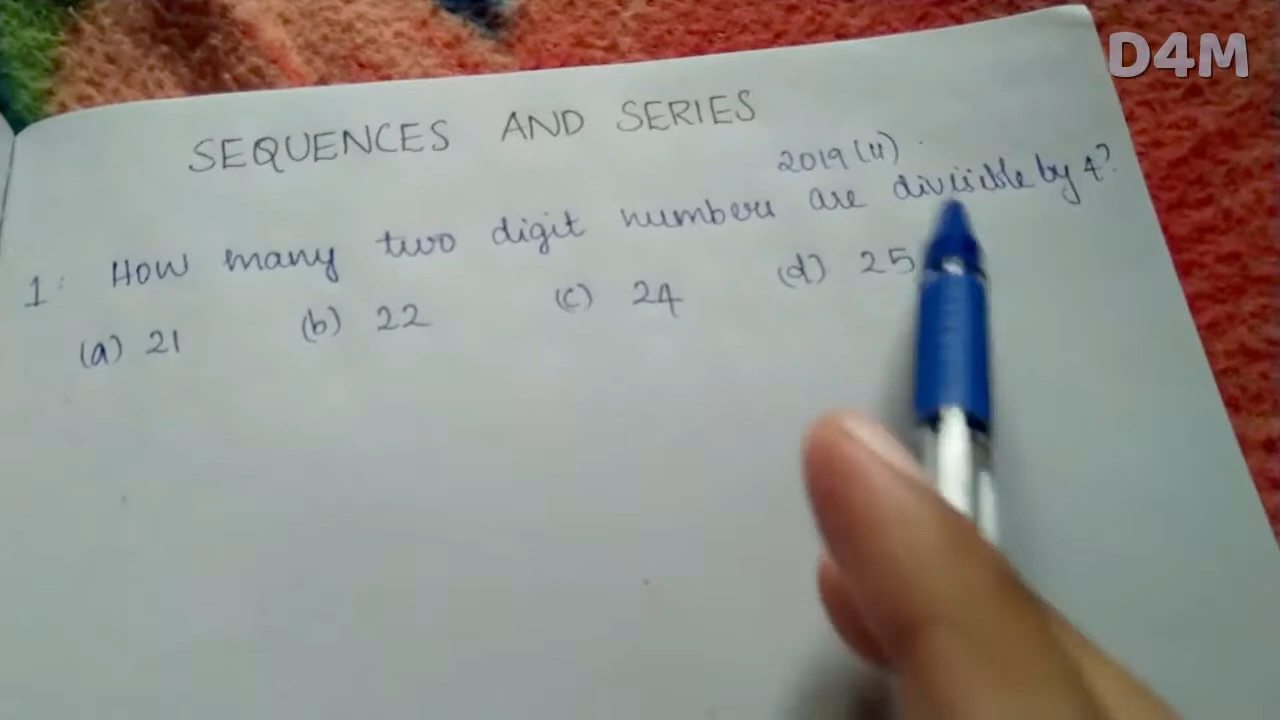 D4M
SEQUENCES AND SERIES
2019 (II)
1. How many two digit numbers are divisible by 4?
(a) 21 (b) 22 (c) 24 (d) 25